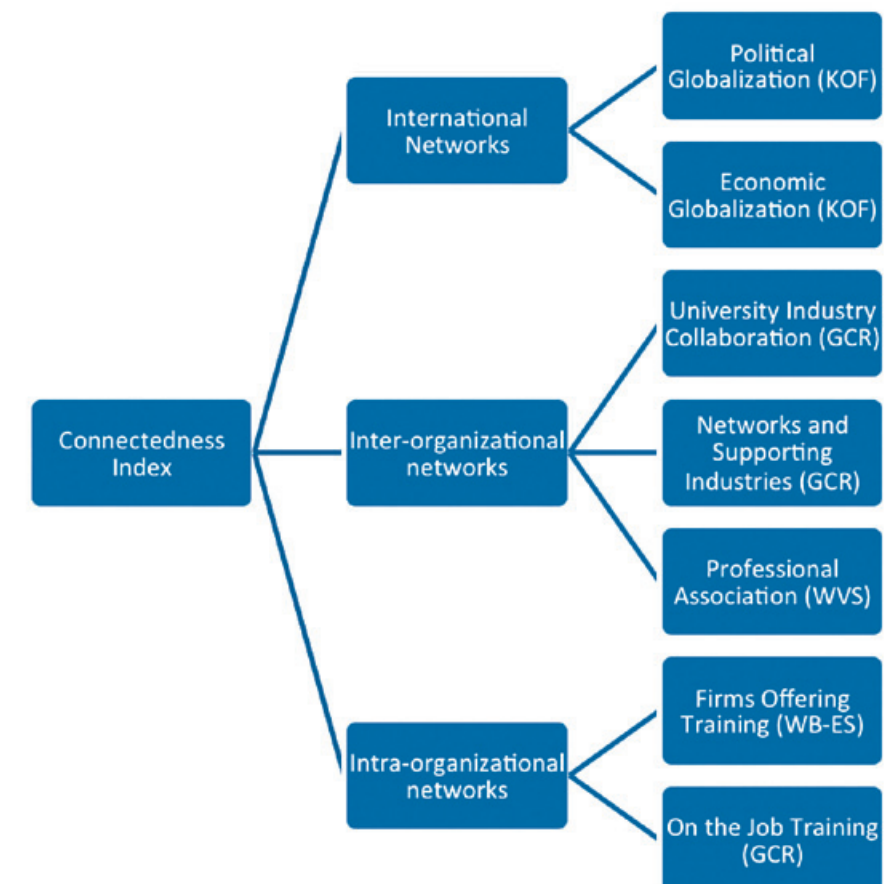 Political
Globalization (KOF)
International
Networks
Economic
Globalization (KOF)
University Industry
Collaboration (GCR)
Connectedness
Index
Inter-organizational
networks
Networks and
Supporting
Industries (GCR)
Professional
Association (WVS)
Firms Offering
Training (WB-ES)
Intra-organizational
networks
On the Job Training
(GCR)